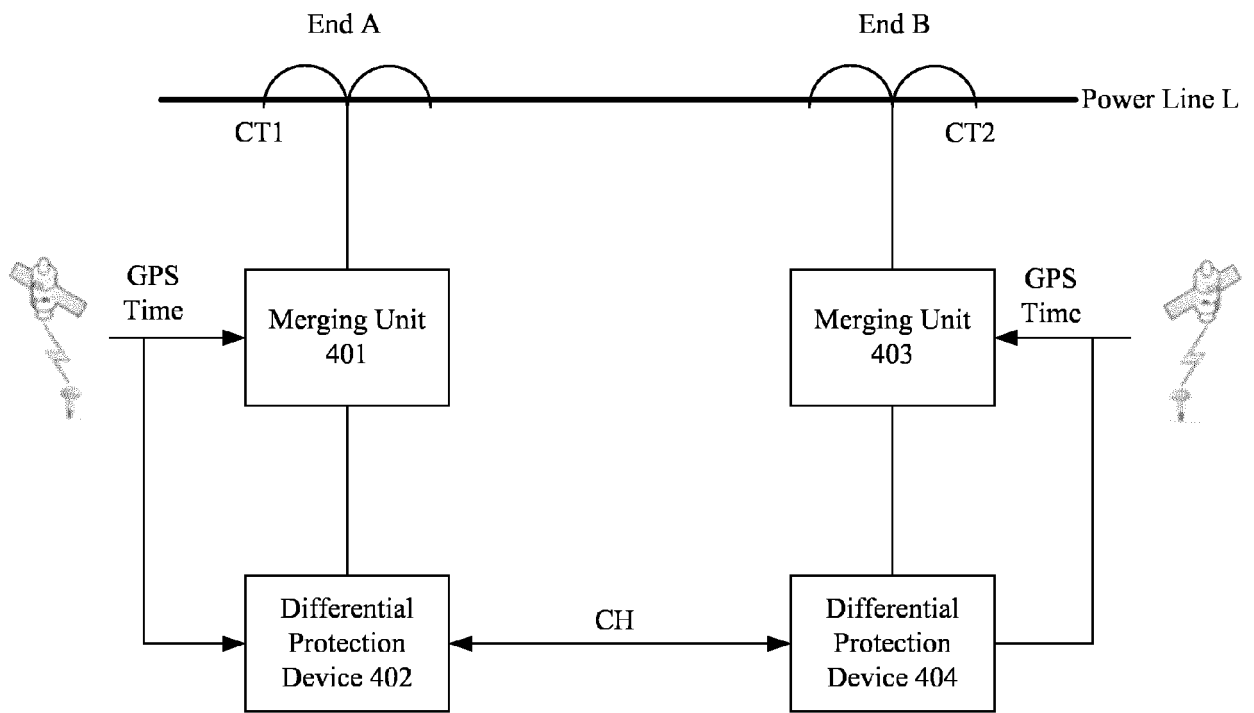 End A
End B
Power Line L
CT1
CT2
GPS
Time
GPS
Time
Merging Unit
401
Merging Unit
403
Differential
Protection
Device 402
CH
Differential
Protection
Device 404